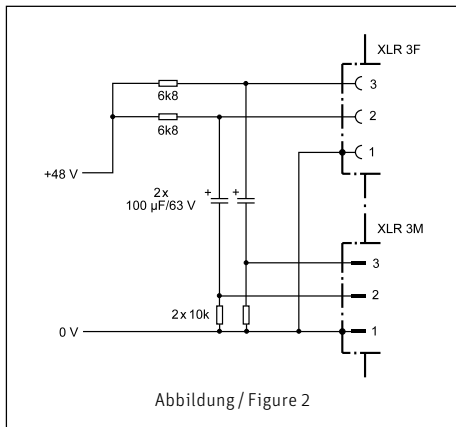 XLR 3F
3
6k8
2
6k8
1
+48 V
2x
+ +
100 µF/63 V
XLR 3M
3
2
2x10k
0 V
1
Abbildung / Figure 2